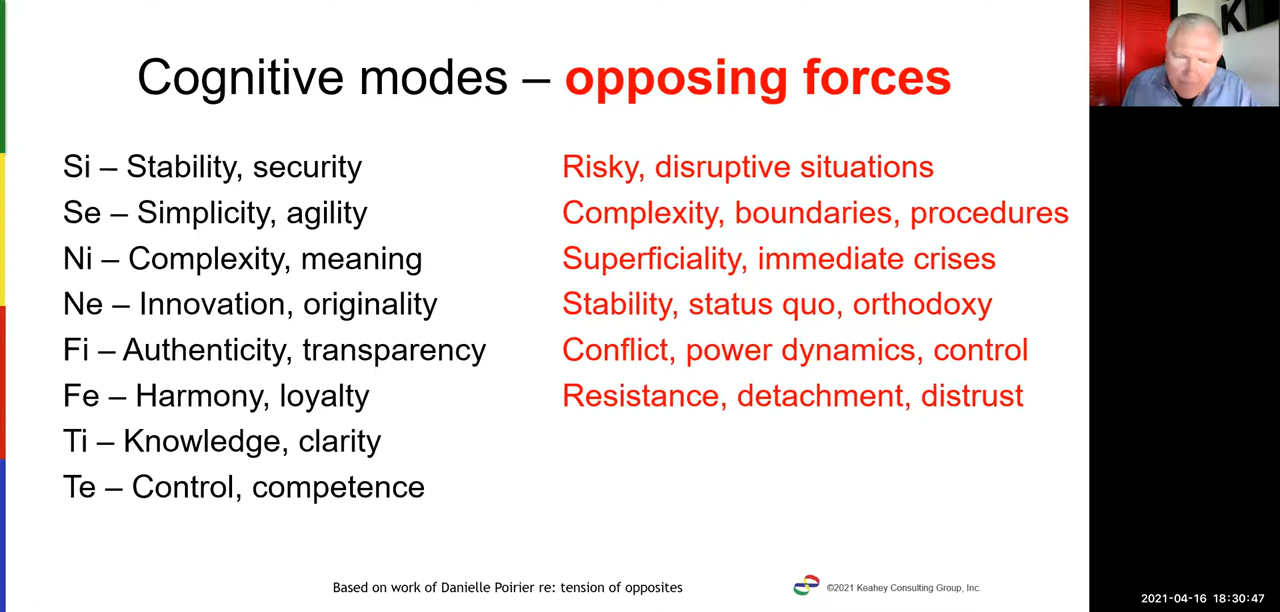 Cognitive modes – opposing forces
Si – Stability, security
Risky, disruptive situations
Se – Simplicity, agility
Complexity, boundaries, procedures
Ni – Complexity, meaning
Superficiality, immediate crises
Ne – Innovation, originality
Stability, status quo, orthodoxy
Fi – Authenticity, transparency
Conflict, power dynamics, control
Fe – Harmony, loyalty
Resistance, detachment, distrust
Ti – Knowledge, clarity
Te – Control, competence
Based on work of Danielle Poirier re: tension of opposites
©2021 Keahey Consulting Group, Inc.
2021-04-16 18:30:47